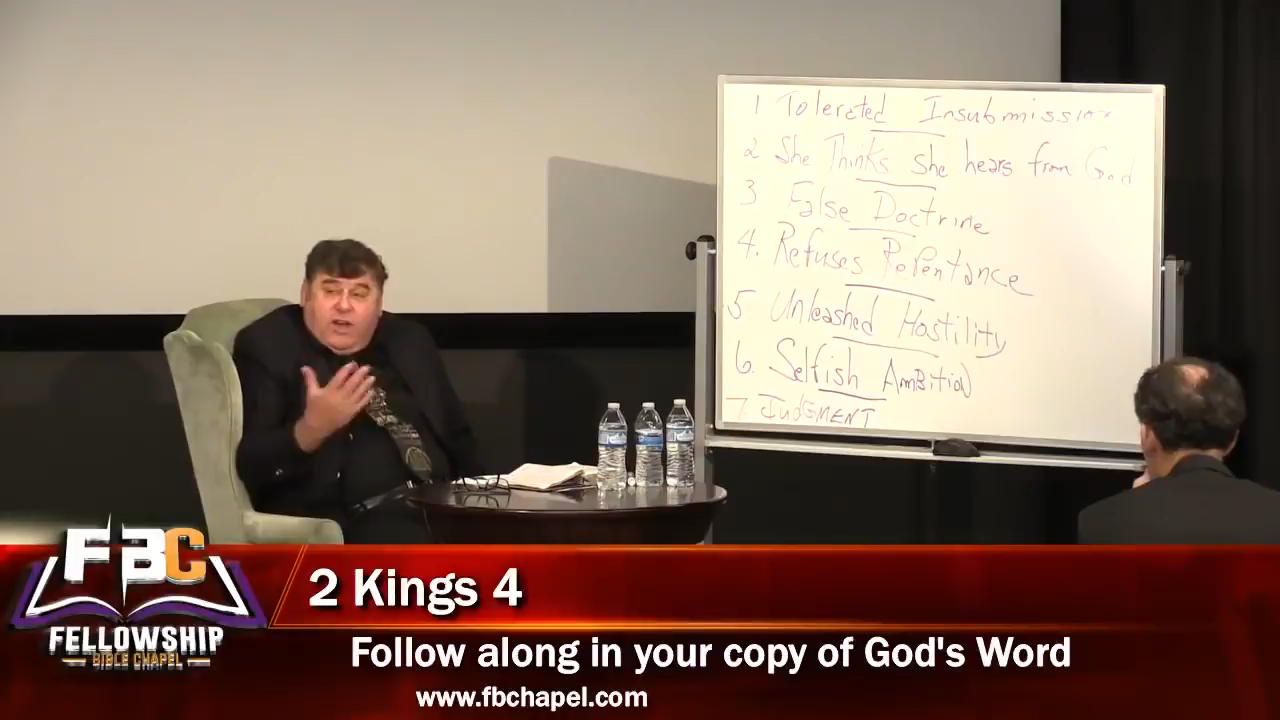 1 Tolerated Insubmission
2 She Thinks she hears from God
3 False Doctrine
4. Refuses Repentance
5 Unleashed Hostility
6. Selfish AmBition
7. JudGMENT
FBC
FELLOWSHIP
BIBLE CHAPEL
2 Kings 4
Follow along in your copy of God's Word
www.fbchapel.com